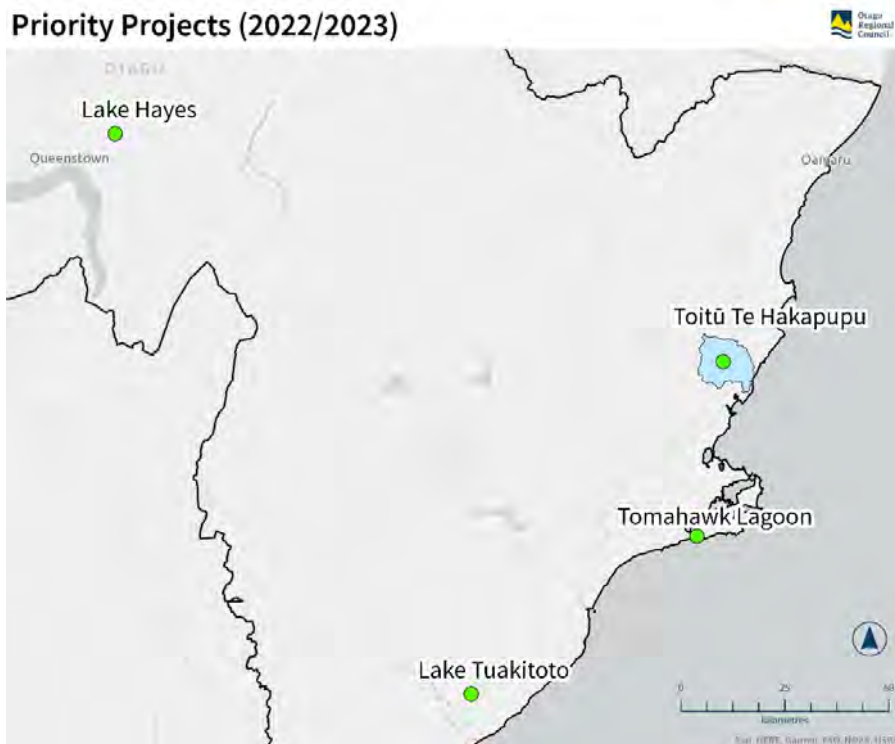 Priority Projects (2022/2023)
Otago
Regional
Council
OTAGO
Lake Hayes
Queenstown
Oamaru
Toitū Te Hakapupu
Tomahawk Lagoon
Lake Tuakitoto
0 25 50
kilometres